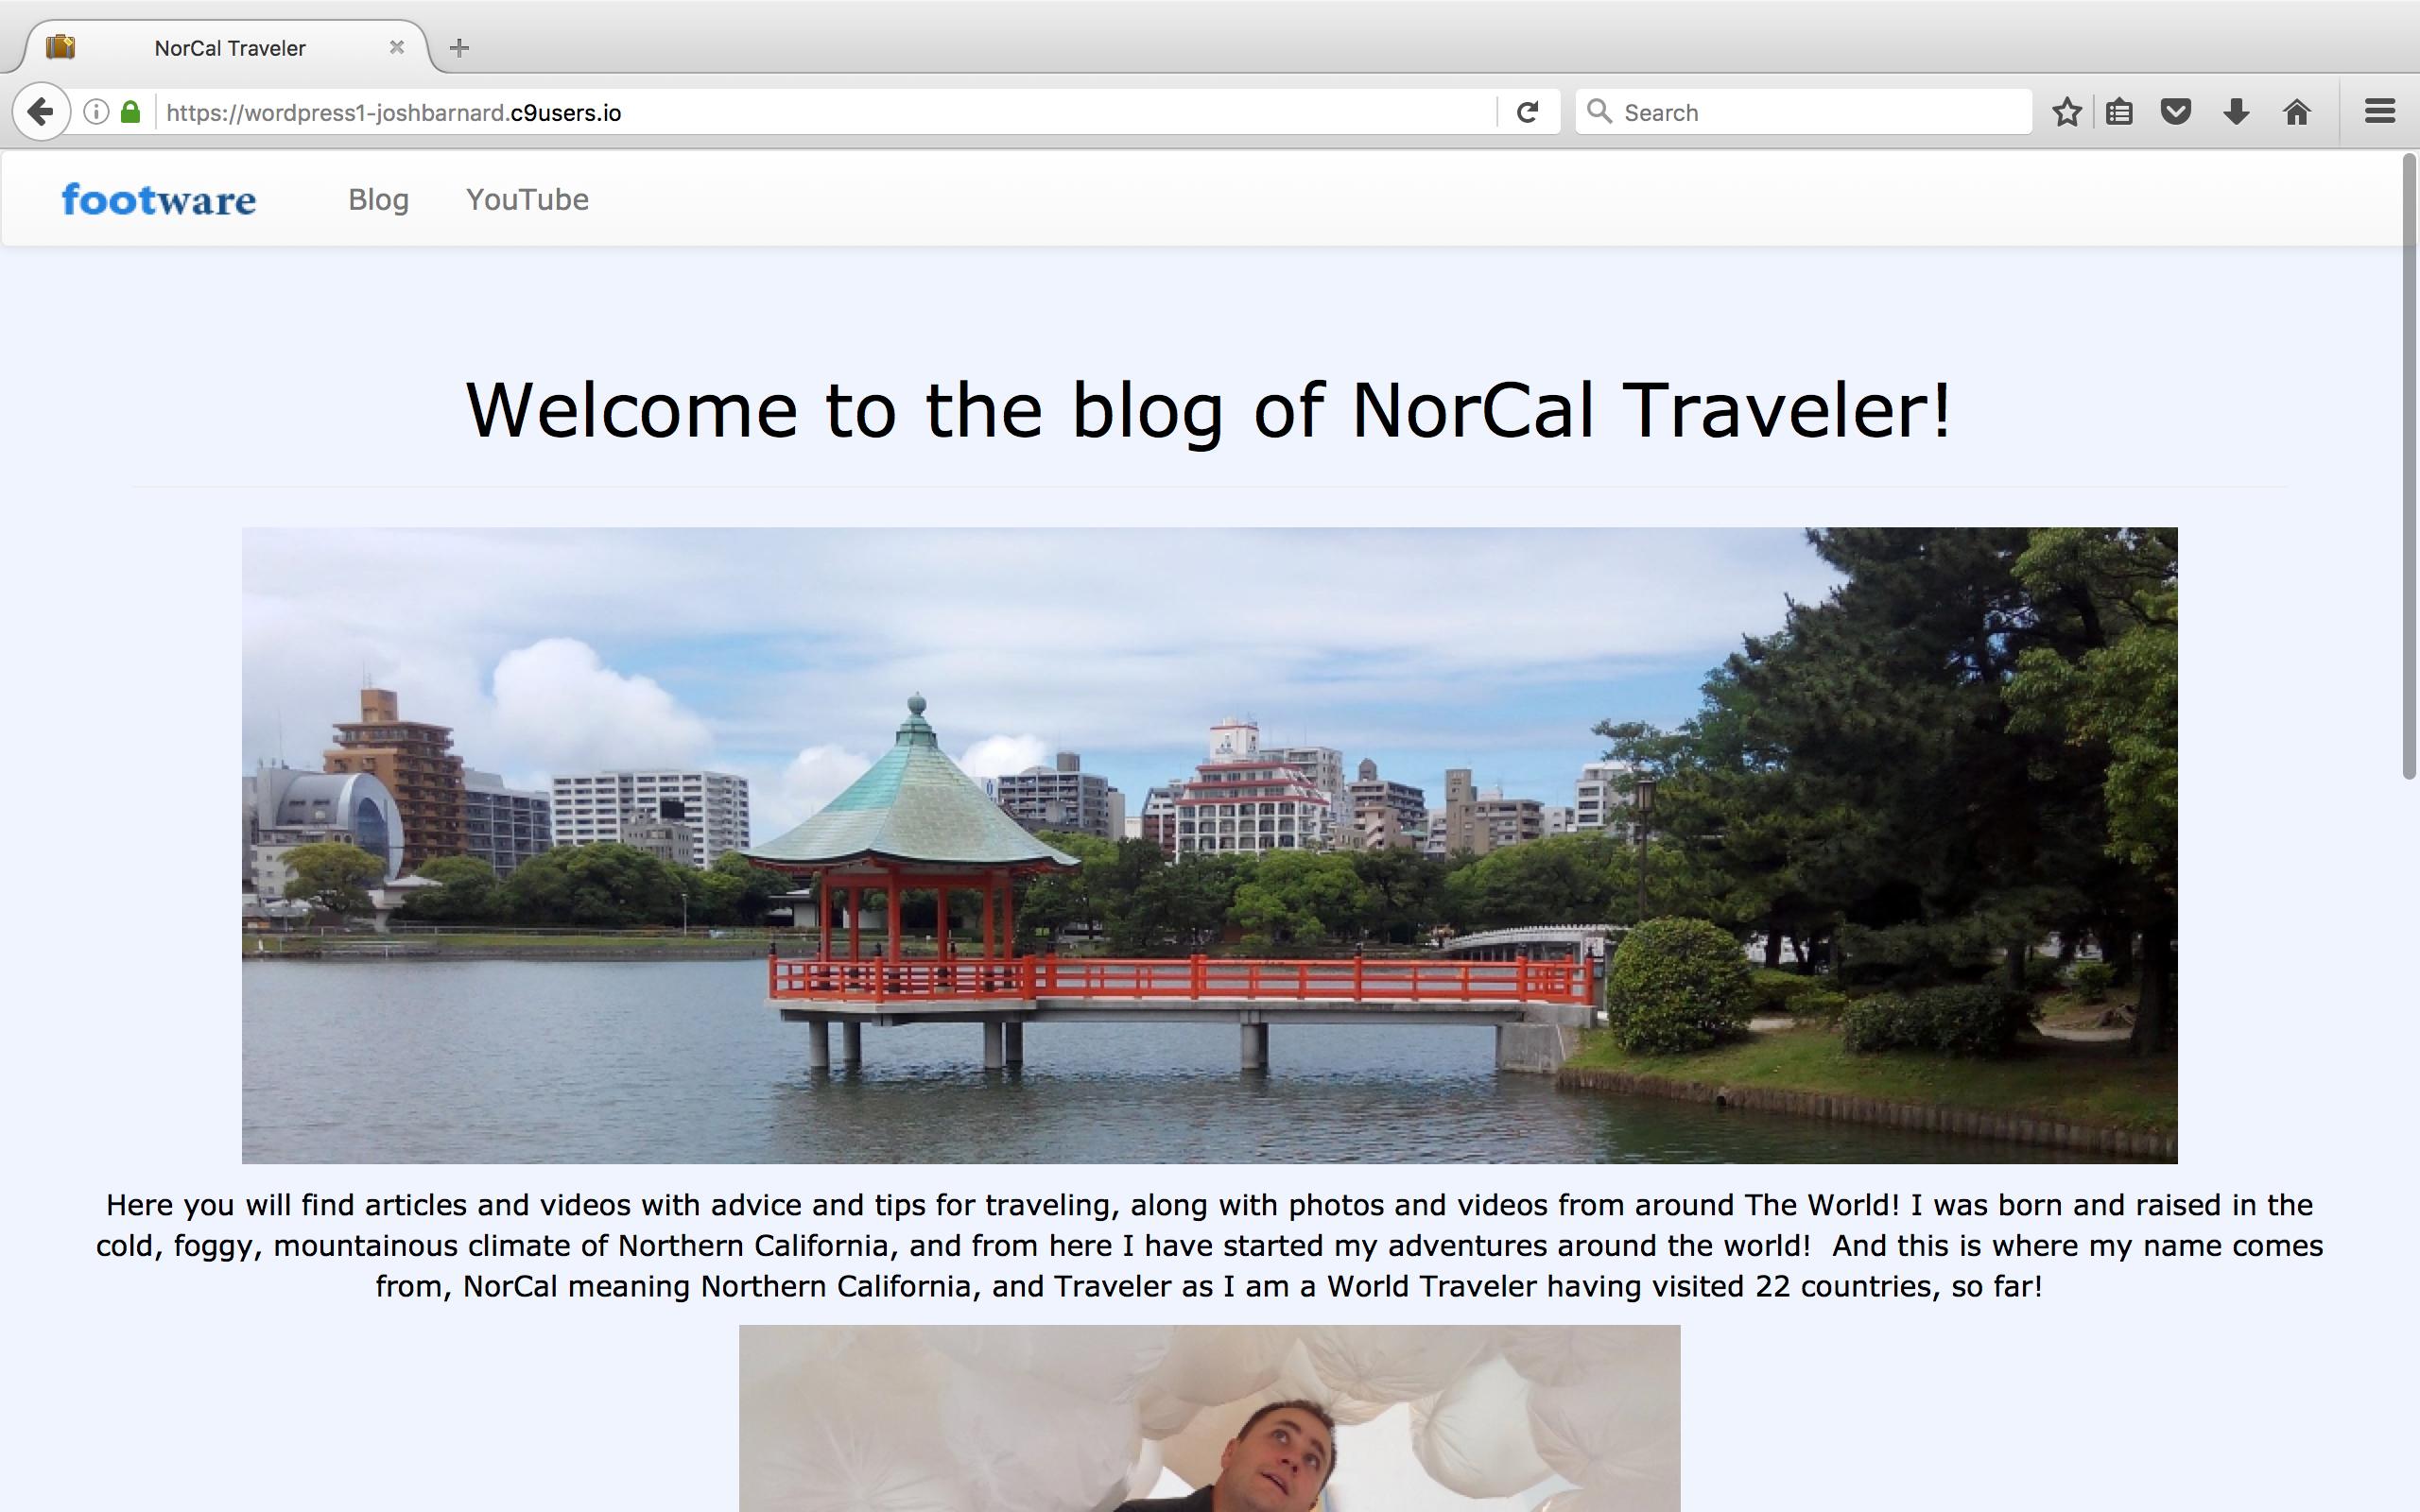 NorCal Traveler
https://wordpress1-joshbarnard.c9users.io
Search
footware
Blog
YouTube
Welcome to the blog of NorCal Traveler!
Here you will find articles and videos with advice and tips for traveling, along with photos and videos from around The World! I was born and raised in the
cold, foggy, mountainous climate of Northern California, and from here I have started my adventures around the world!  And this is where my name comes
from, NorCal meaning Northern California, and Traveler as I am a World Traveler having visited 22 countries, so far!